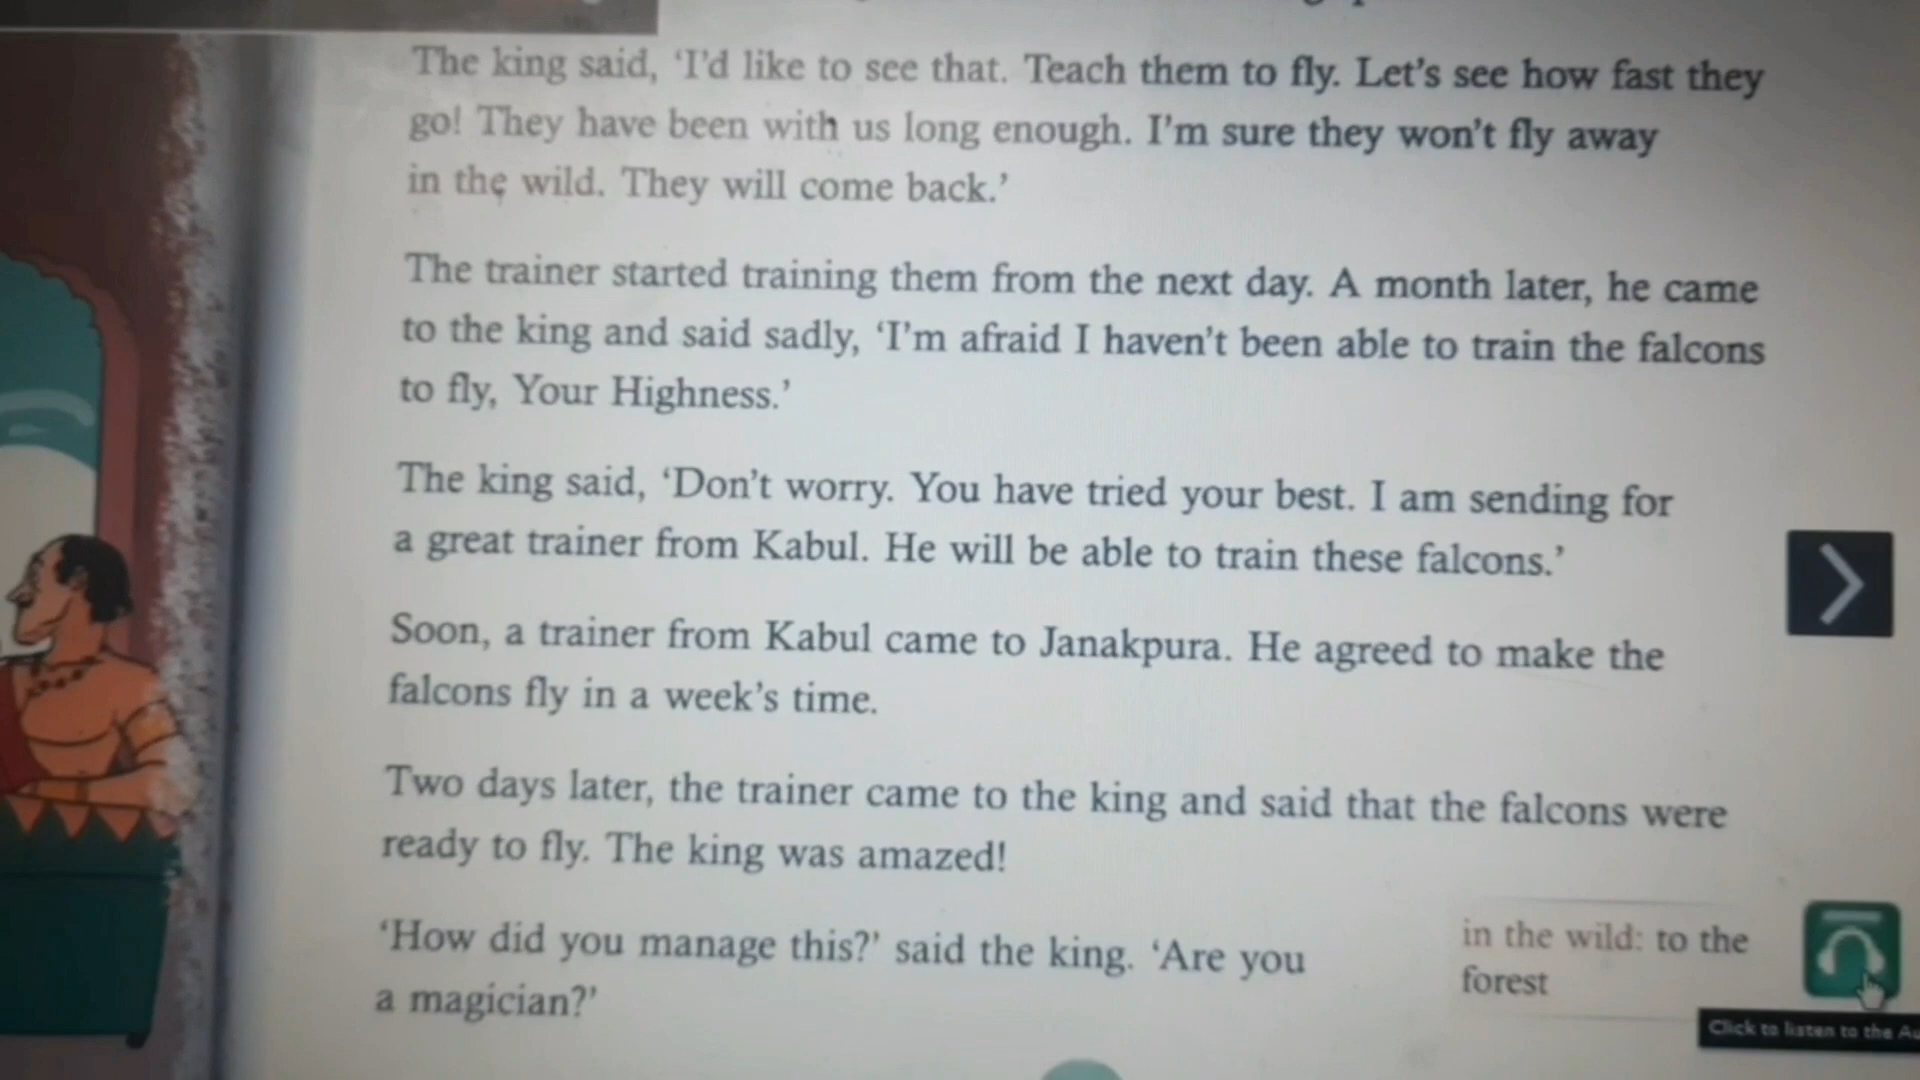 The king said, ‘I’d like to see that. Teach them to fly. Let’s see how fast they
go! They have been with us long enough. I’m sure they won’t fly away
in the wild. They will come back.’
The trainer started training them from the next day. A month later, he came
to the king and said sadly, ‘I’m afraid I haven’t been able to train the falcons
to fly, Your Highness.’
The king said, ‘Don’t worry. You have tried your best. I am sending for
a great trainer from Kabul. He will be able to train these falcons.’
Soon, a trainer from Kabul came to Janakpura. He agreed to make the
falcons fly in a week’s time.
Two days later, the trainer came to the king and said that the falcons were
ready to fly. The king was amazed!
‘How did you manage this?’ said the king. ‘Are you
a magician?’
in the wild: to the
forest
Click to listen to the